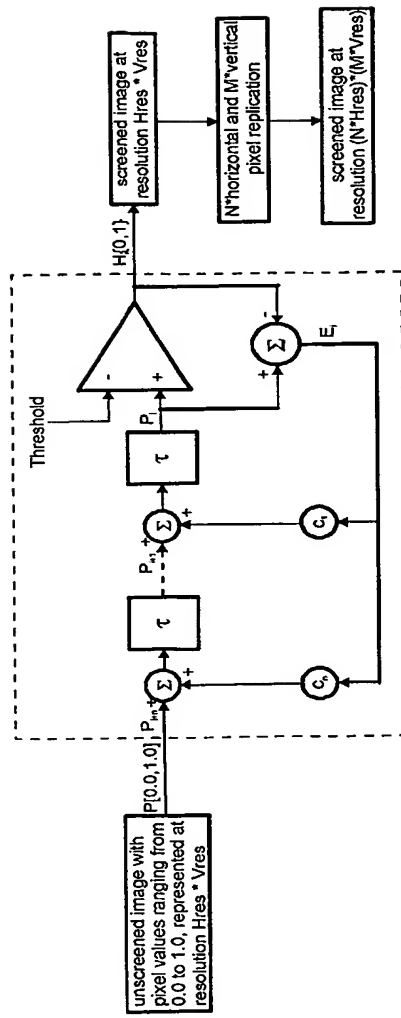 unscreened image with
pixel values ranging from
0.0 to 1.0, represented at
resolution Hres * Vres
P[0.0,1.0]
P_{i+n} +
Σ
+
τ
P_{i+1} +
Σ
+
τ
P_i
Threshold
-
+
H{0,1}
-
+
Σ
E_i
C_n
C_1
screened image at
resolution Hres * Vres
N*horizontal and M*vertical
pixel replication
screened image at
resolution (N*Hres)*(M*Vres)